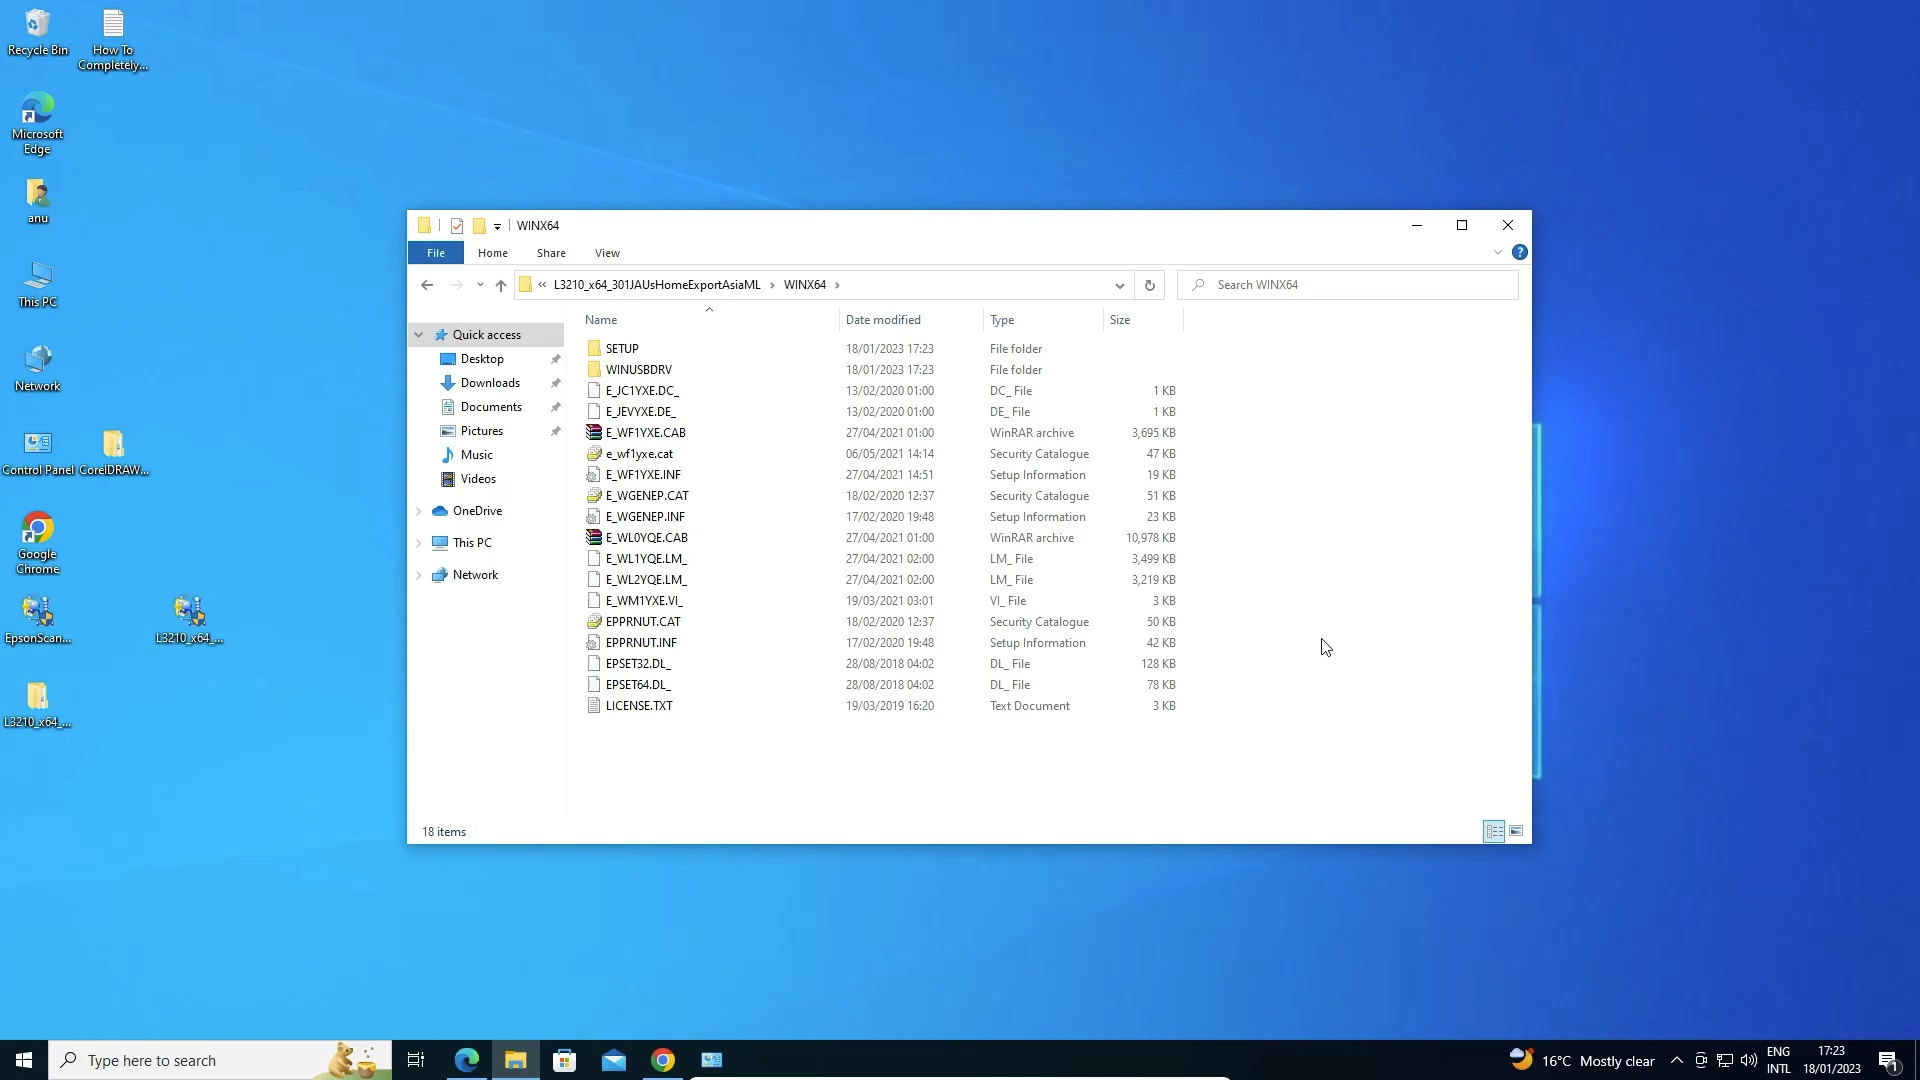 Recycle Bin
How To
Completely...
Microsoft
Edge
anu
This PC
Network
Control Panel
CorelDRAW...
Google
Chrome
EpsonScan...
L3210_x64_...
L3210_x64_...
WINX64
File Home Share View
« L3210_x64_301JAUsHomeExportAsiaML › WINX64 ›
Search WINX64
Quick access
Desktop
Downloads
Documents
Pictures
Music
Videos
OneDrive
This PC
Network
Name Date modified Type Size
SETUP 18/01/2023 17:23 File folder
WINUSBDRV 18/01/2023 17:23 File folder
E_JC1YXE.DC_ 13/02/2020 01:00 DC_ File 1 KB
E_JEVYXE.DE_ 13/02/2020 01:00 DE_ File 1 KB
E_WF1YXE.CAB 27/04/2021 01:00 WinRAR archive 3,695 KB
e_wf1yxe.cat 06/05/2021 14:14 Security Catalogue 47 KB
E_WF1YXE.INF 27/04/2021 14:51 Setup Information 19 KB
E_WGENEP.CAT 18/02/2020 12:37 Security Catalogue 51 KB
E_WGENEP.INF 17/02/2020 19:48 Setup Information 23 KB
E_WL0YQE.CAB 27/04/2021 01:00 WinRAR archive 10,978 KB
E_WL1YQE.LM_ 27/04/2021 02:00 LM_ File 3,499 KB
E_WL2YQE.LM_ 27/04/2021 02:00 LM_ File 3,219 KB
E_WM1YXE.VI_ 19/03/2021 03:01 VI_ File 3 KB
EPPRNUT.CAT 18/02/2020 12:37 Security Catalogue 50 KB
EPPRNUT.INF 17/02/2020 19:48 Setup Information 42 KB
EPSET32.DL_ 28/08/2018 04:02 DL_ File 128 KB
EPSET64.DL_ 28/08/2018 04:02 DL_ File 78 KB
LICENSE.TXT 19/03/2019 16:20 Text Document 3 KB
18 items
Type here to search
16°C Mostly clear
ENG
INTL
17:23
18/01/2023
1